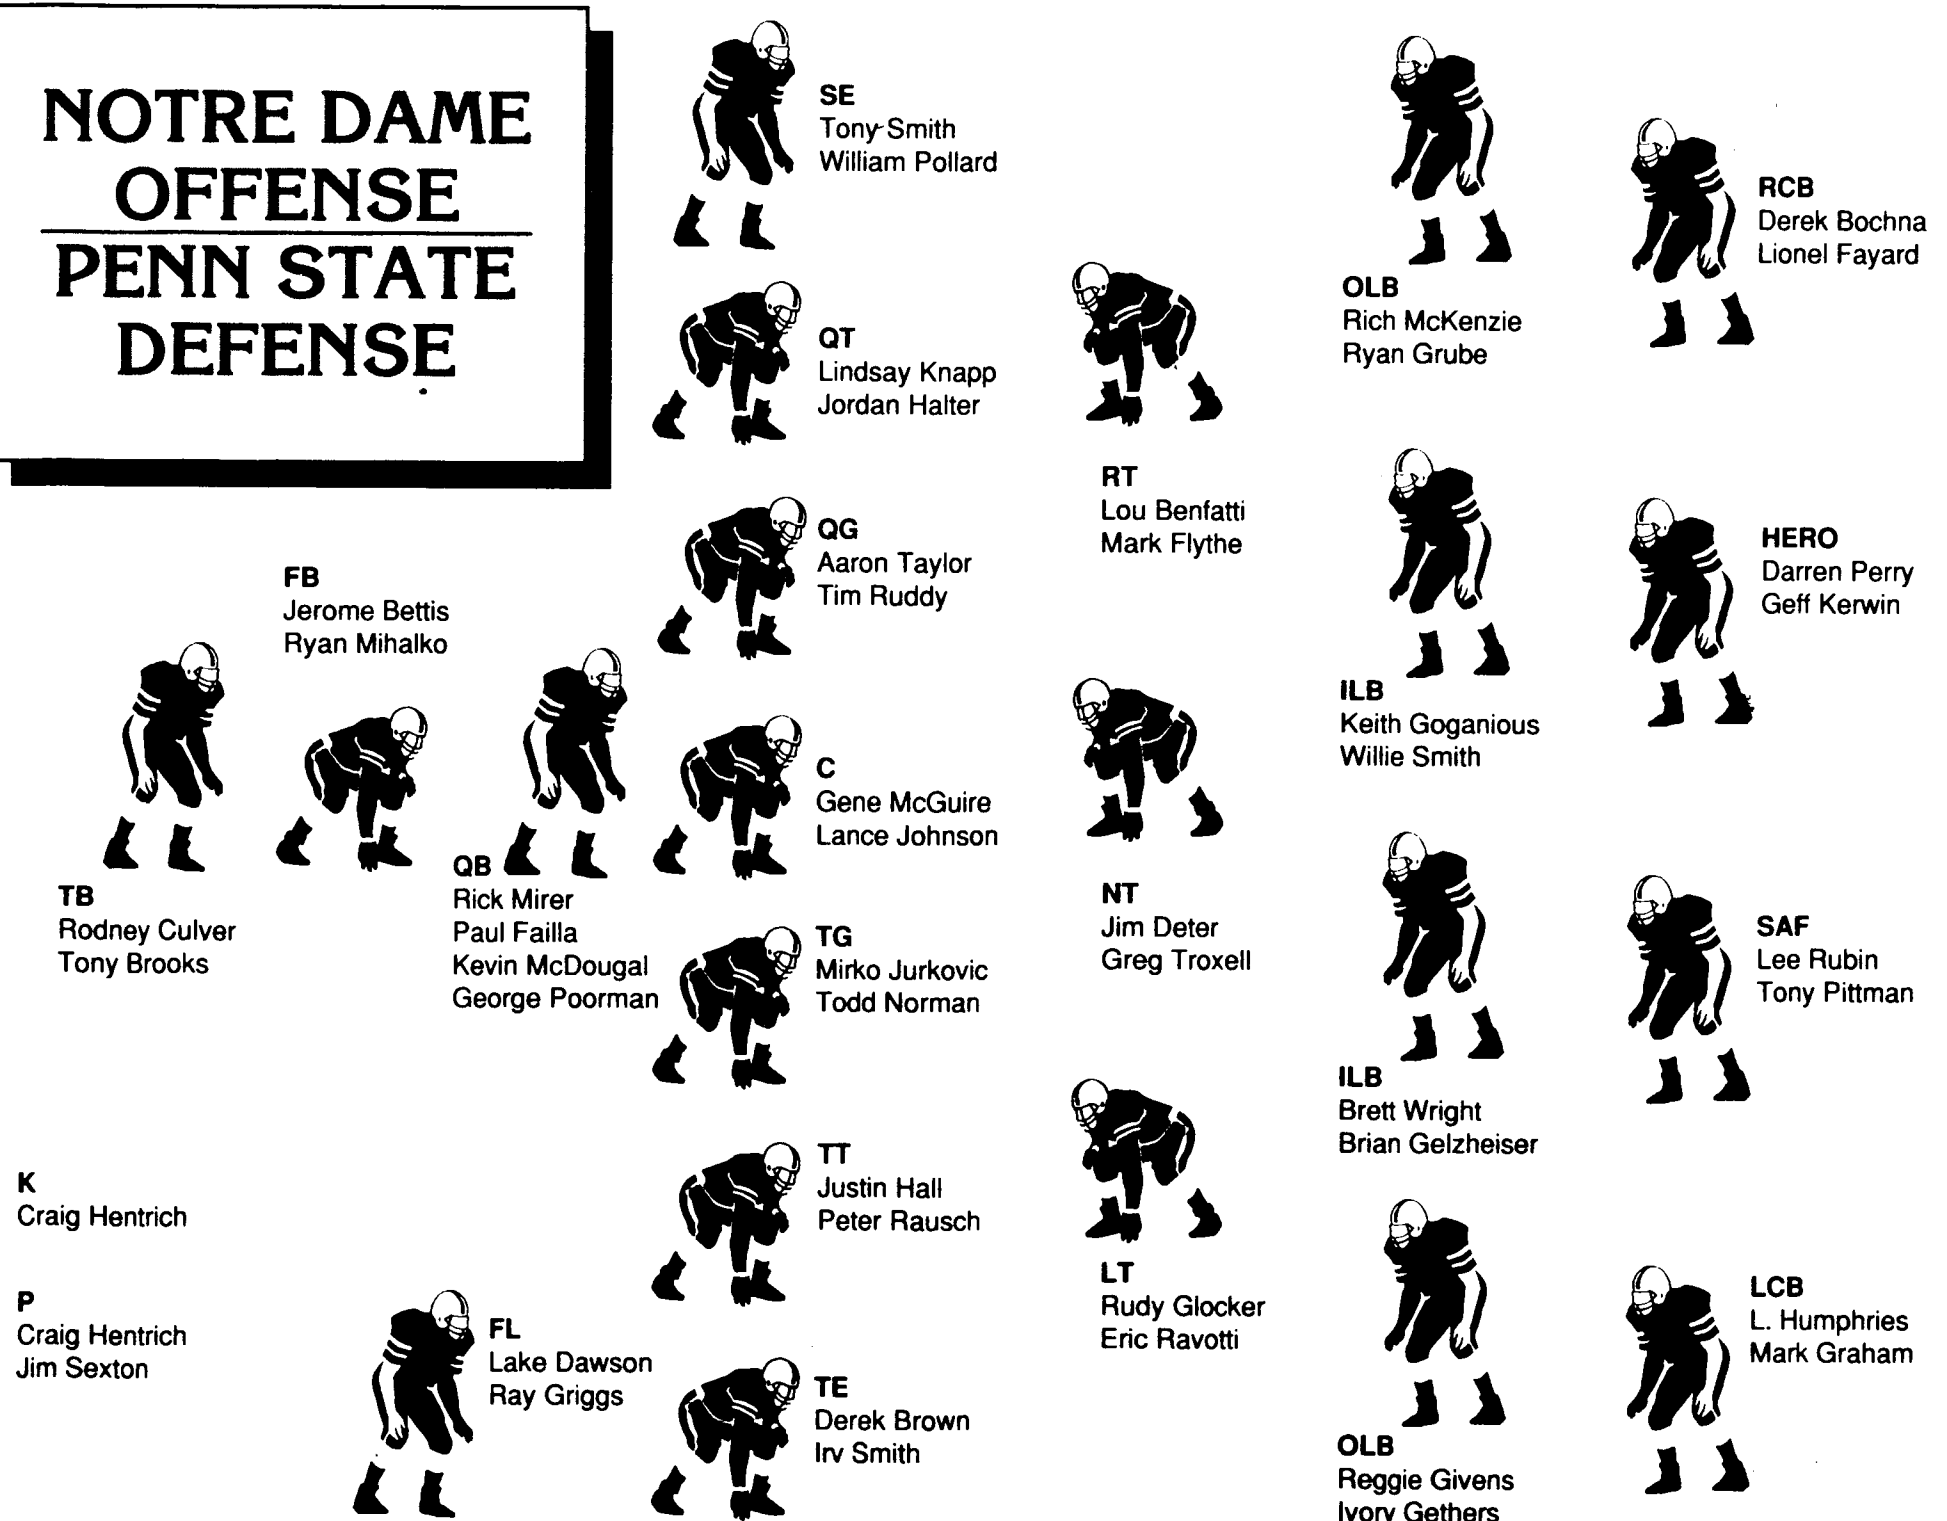 NOTRE DAME
OFFENSE
PENN STATE
DEFENSE
SE
Tony Smith
William Pollard
QT
Lindsay Knapp
Jordan Halter
QG
Aaron Taylor
Tim Ruddy
FB
Jerome Bettis
Ryan Mihalko
C
Gene McGuire
Lance Johnson
TB
Rodney Culver
Tony Brooks
QB
Rick Mirer
Paul Failla
Kevin McDougal
George Poorman
TG
Mirko Jurkovic
Todd Norman
TT
Justin Hall
Peter Rausch
K
Craig Hentrich
P
Craig Hentrich
Jim Sexton
FL
Lake Dawson
Ray Griggs
TE
Derek Brown
Irv Smith
RT
Lou Benfatti
Mark Flythe
NT
Jim Deter
Greg Troxell
LT
Rudy Glocker
Eric Ravotti
OLB
Rich McKenzie
Ryan Grube
ILB
Keith Goganious
Willie Smith
ILB
Brett Wright
Brian Gelzheiser
OLB
Reggie Givens
Ivory Gethers
RCB
Derek Bochna
Lionel Fayard
HERO
Darren Perry
Geff Kerwin
SAF
Lee Rubin
Tony Pittman
LCB
L. Humphries
Mark Graham